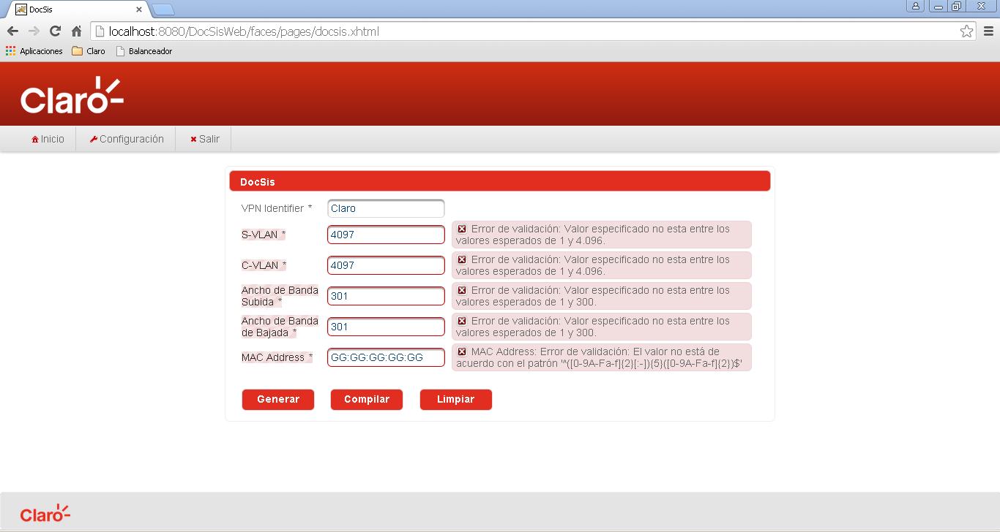 DocSis
localhost:8080/DocSisWeb/faces/pages/docsis.xhtml
Aplicaciones Claro Balanceador
Claro
Inicio Configuración Salir
DocSis
VPN Identifier * Claro
S-VLAN * 4097
Error de validación: Valor especificado no esta entre los
valores esperados de 1 y 4.096.
C-VLAN * 4097
Error de validación: Valor especificado no esta entre los
valores esperados de 1 y 4.096.
Ancho de Banda
Subida *
301
Error de validación: Valor especificado no esta entre los
valores esperados de 1 y 300.
Ancho de Banda
de Bajada *
301
Error de validación: Valor especificado no esta entre los
valores esperados de 1 y 300.
MAC Address * GG:GG:GG:GG:GG
MAC Address: Error de validación: El valor no está de
acuerdo con el patrón '^([0-9A-Fa-f]{2}[:-]){5}([0-9A-Fa-f]{2})$'
Generar Compilar Limpiar
Claro